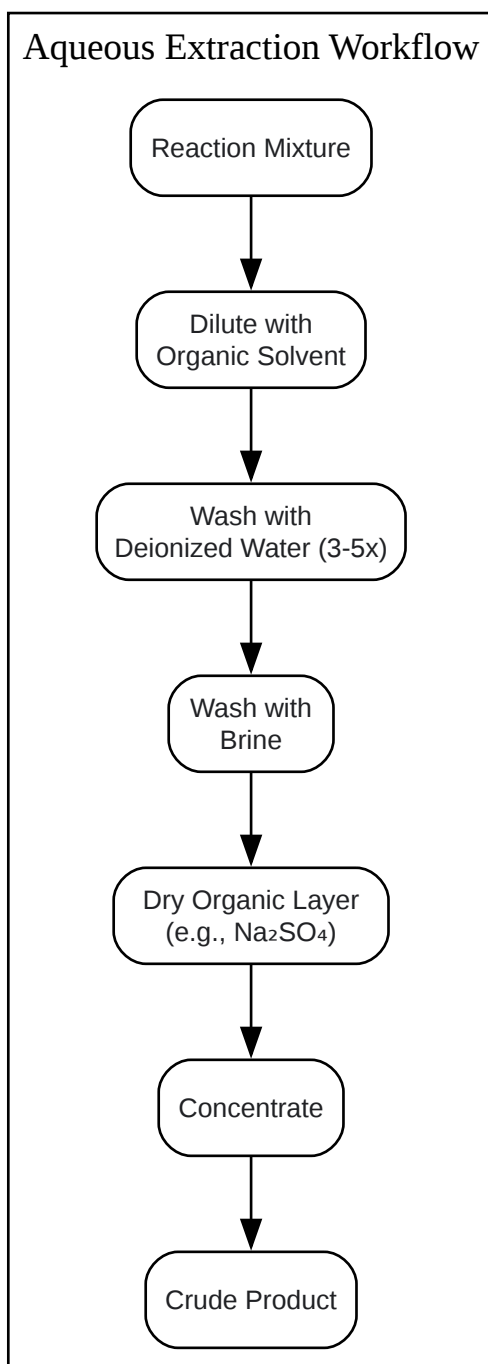 Aqueous Extraction Workflow
Reaction Mixture
Dilute with
Organic Solvent
Wash with
Deionized Water (3-5x)
Wash with
Brine
Dry Organic Layer
(e.g., Na₂SO₄)
Concentrate
Crude Product